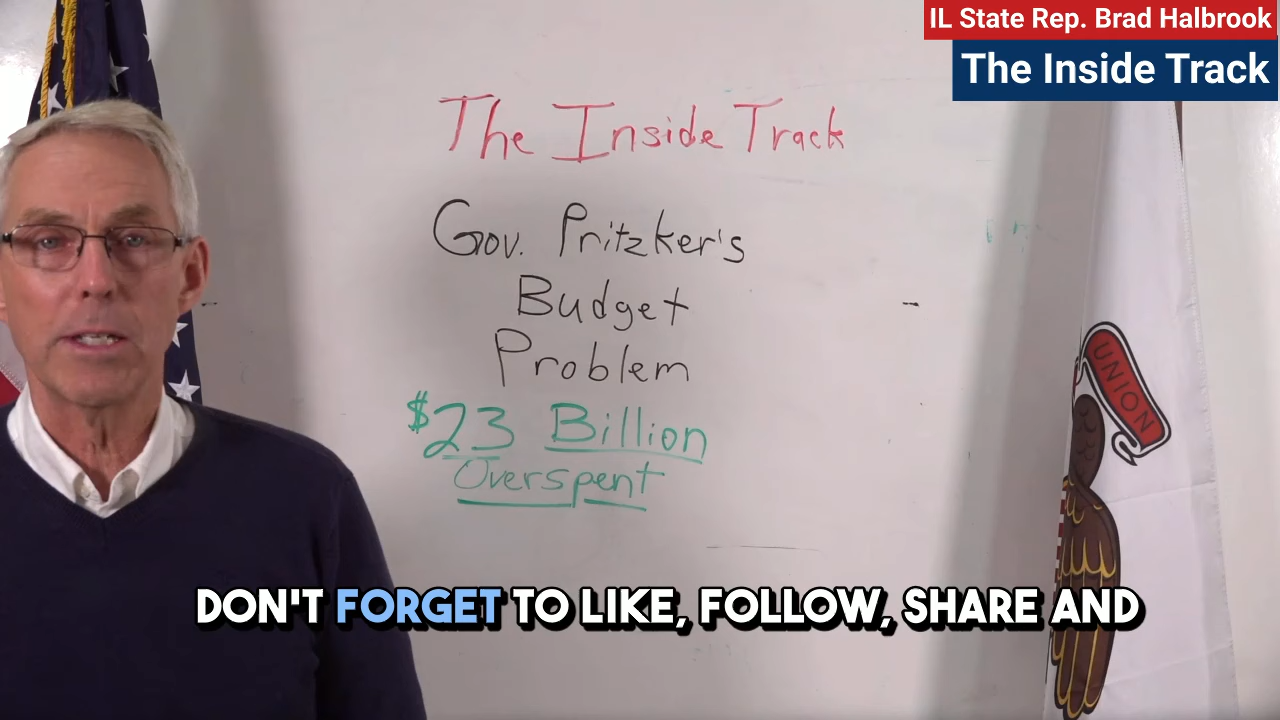 IL State Rep. Brad Halbrook
The Inside Track
The Inside Track
Gov. Pritzker's
Budget
Problem
$23 Billion
Overspent
UNION
DON'T FORGET TO LIKE, FOLLOW, SHARE AND